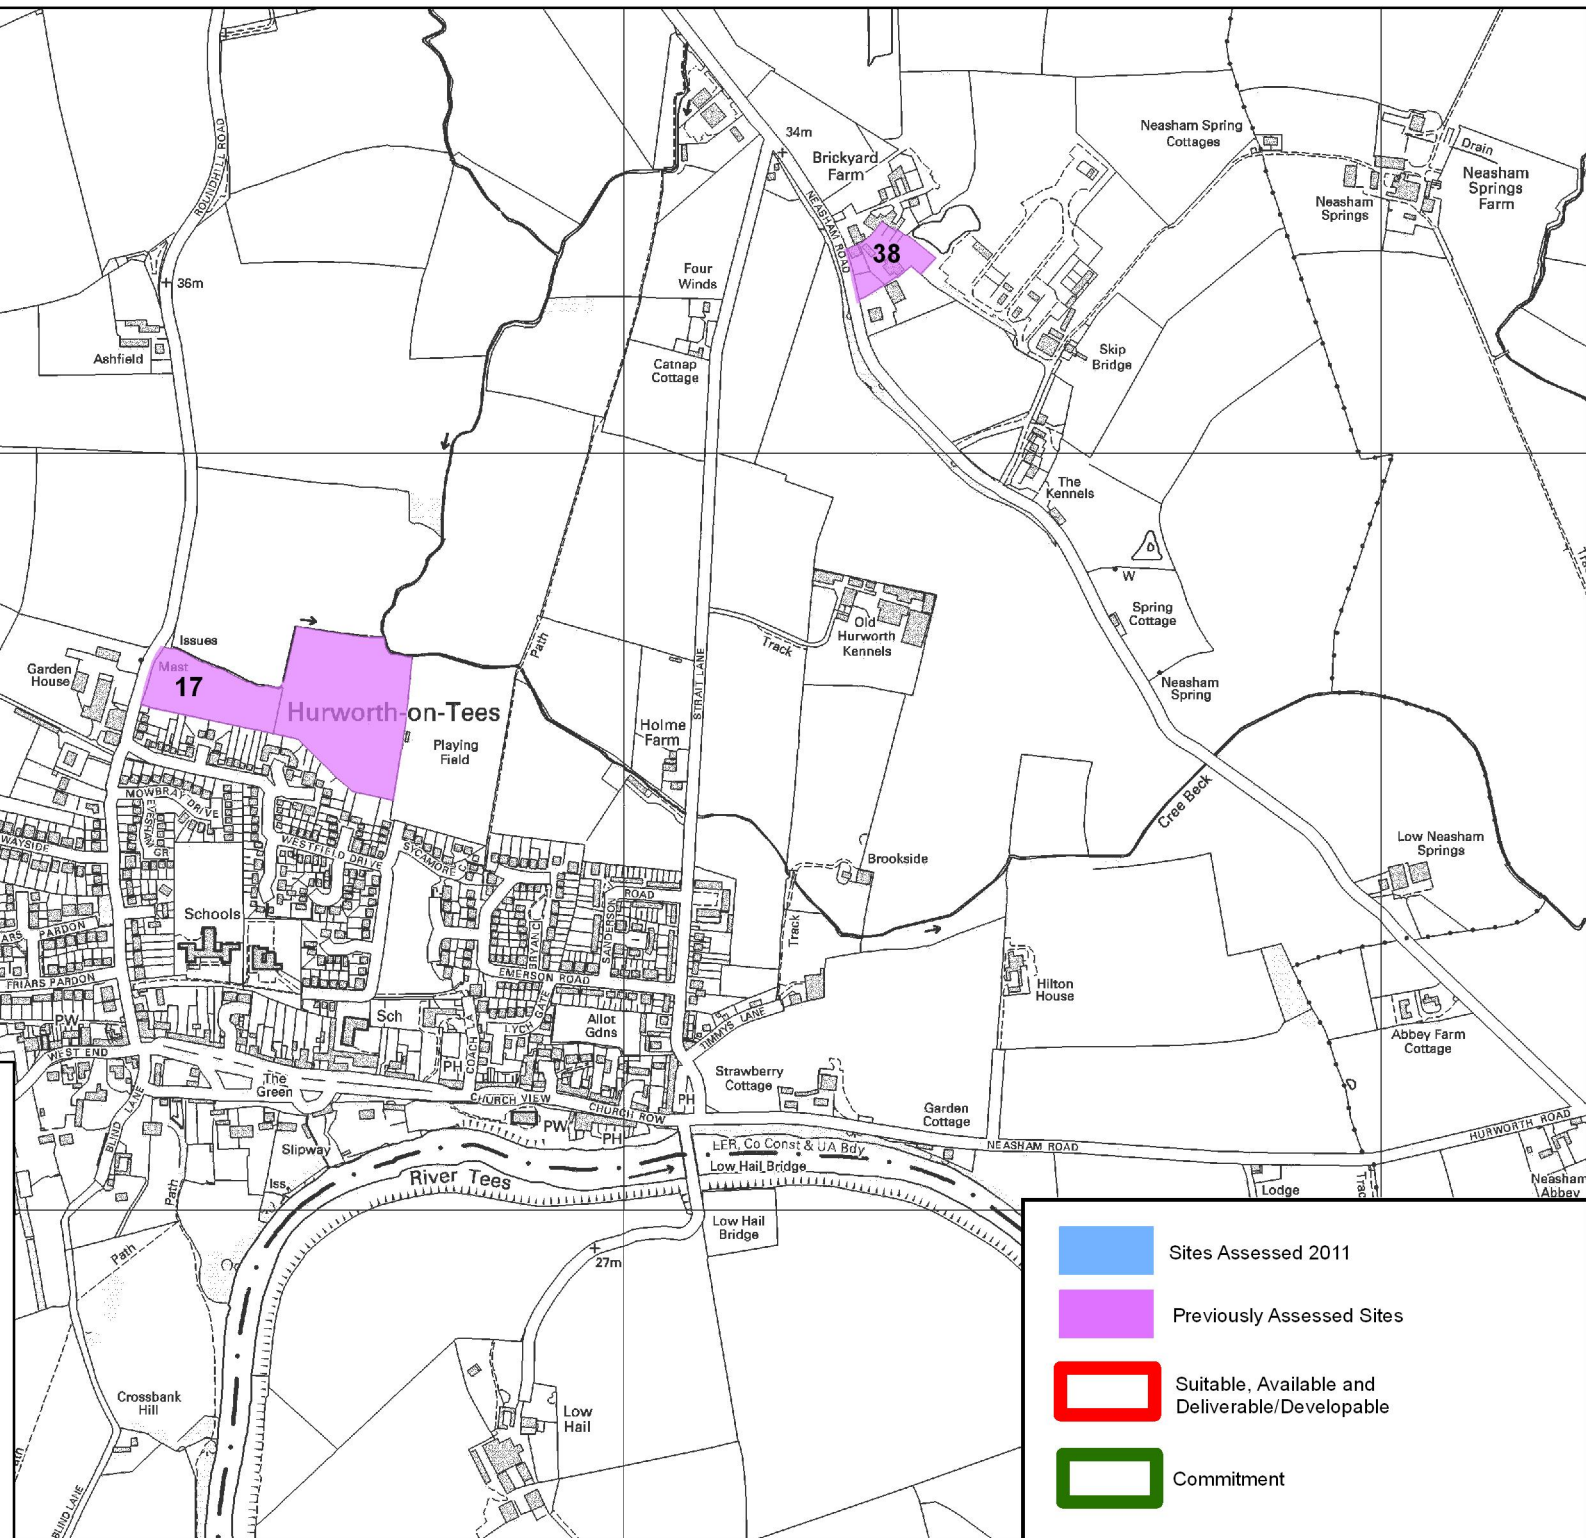 ROUNDHILL ROAD
34m
Brickyard
Farm
Neasham Spring
Cottages
Drain
Neasham
Springs
Farm
Neasham
Springs
NEASHAM ROAD
38
36m
Four
Winds
Ashfield
Catnap
Cottage
Skip
Bridge
The
Kennels
W
Spring
Cottage
Neasham
Spring
Old
Hurworth
Kennels
Track
Path
STRAIT LANE
Issues
Mast
17
Garden
House
Hurworth-on-Tees
Playing
Field
Holme
Farm
Cree Beck
MOWBRAY DRIVE
EVESHAM
GR
WAYSIDE
WESTFIELD DRIVE
SYCAMORE
Low Neasham
Springs
Brookside
Track
ROAD
SANDERSON
BRYAN
Schools
PARDON
FRIARS PARDON
EMERSON ROAD
Hilton
House
PW
Sch
LYCH GATE
Allot
Gdns
TIMMYS LANE
Abbey Farm
Cottage
WEST END
PH
COACH LA
The
Green
Strawberry
Cottage
CHURCH VIEW
CHURCH ROW
PH
PW
PH
Garden
Cottage
NEASHAM ROAD
HURWORTH ROAD
BLIND LANE
Slipway
LER, Co Const & UA Bdy
Low Hail Bridge
River Tees
Iss
Path
Lodge
Neasham
Abbey
Low Hail
Bridge
27m
Path
Crossbank
Hill
Low
Hail
BLIND LANE
Sites Assessed 2011
Previously Assessed Sites
Suitable, Available and
Deliverable/Developable
Commitment